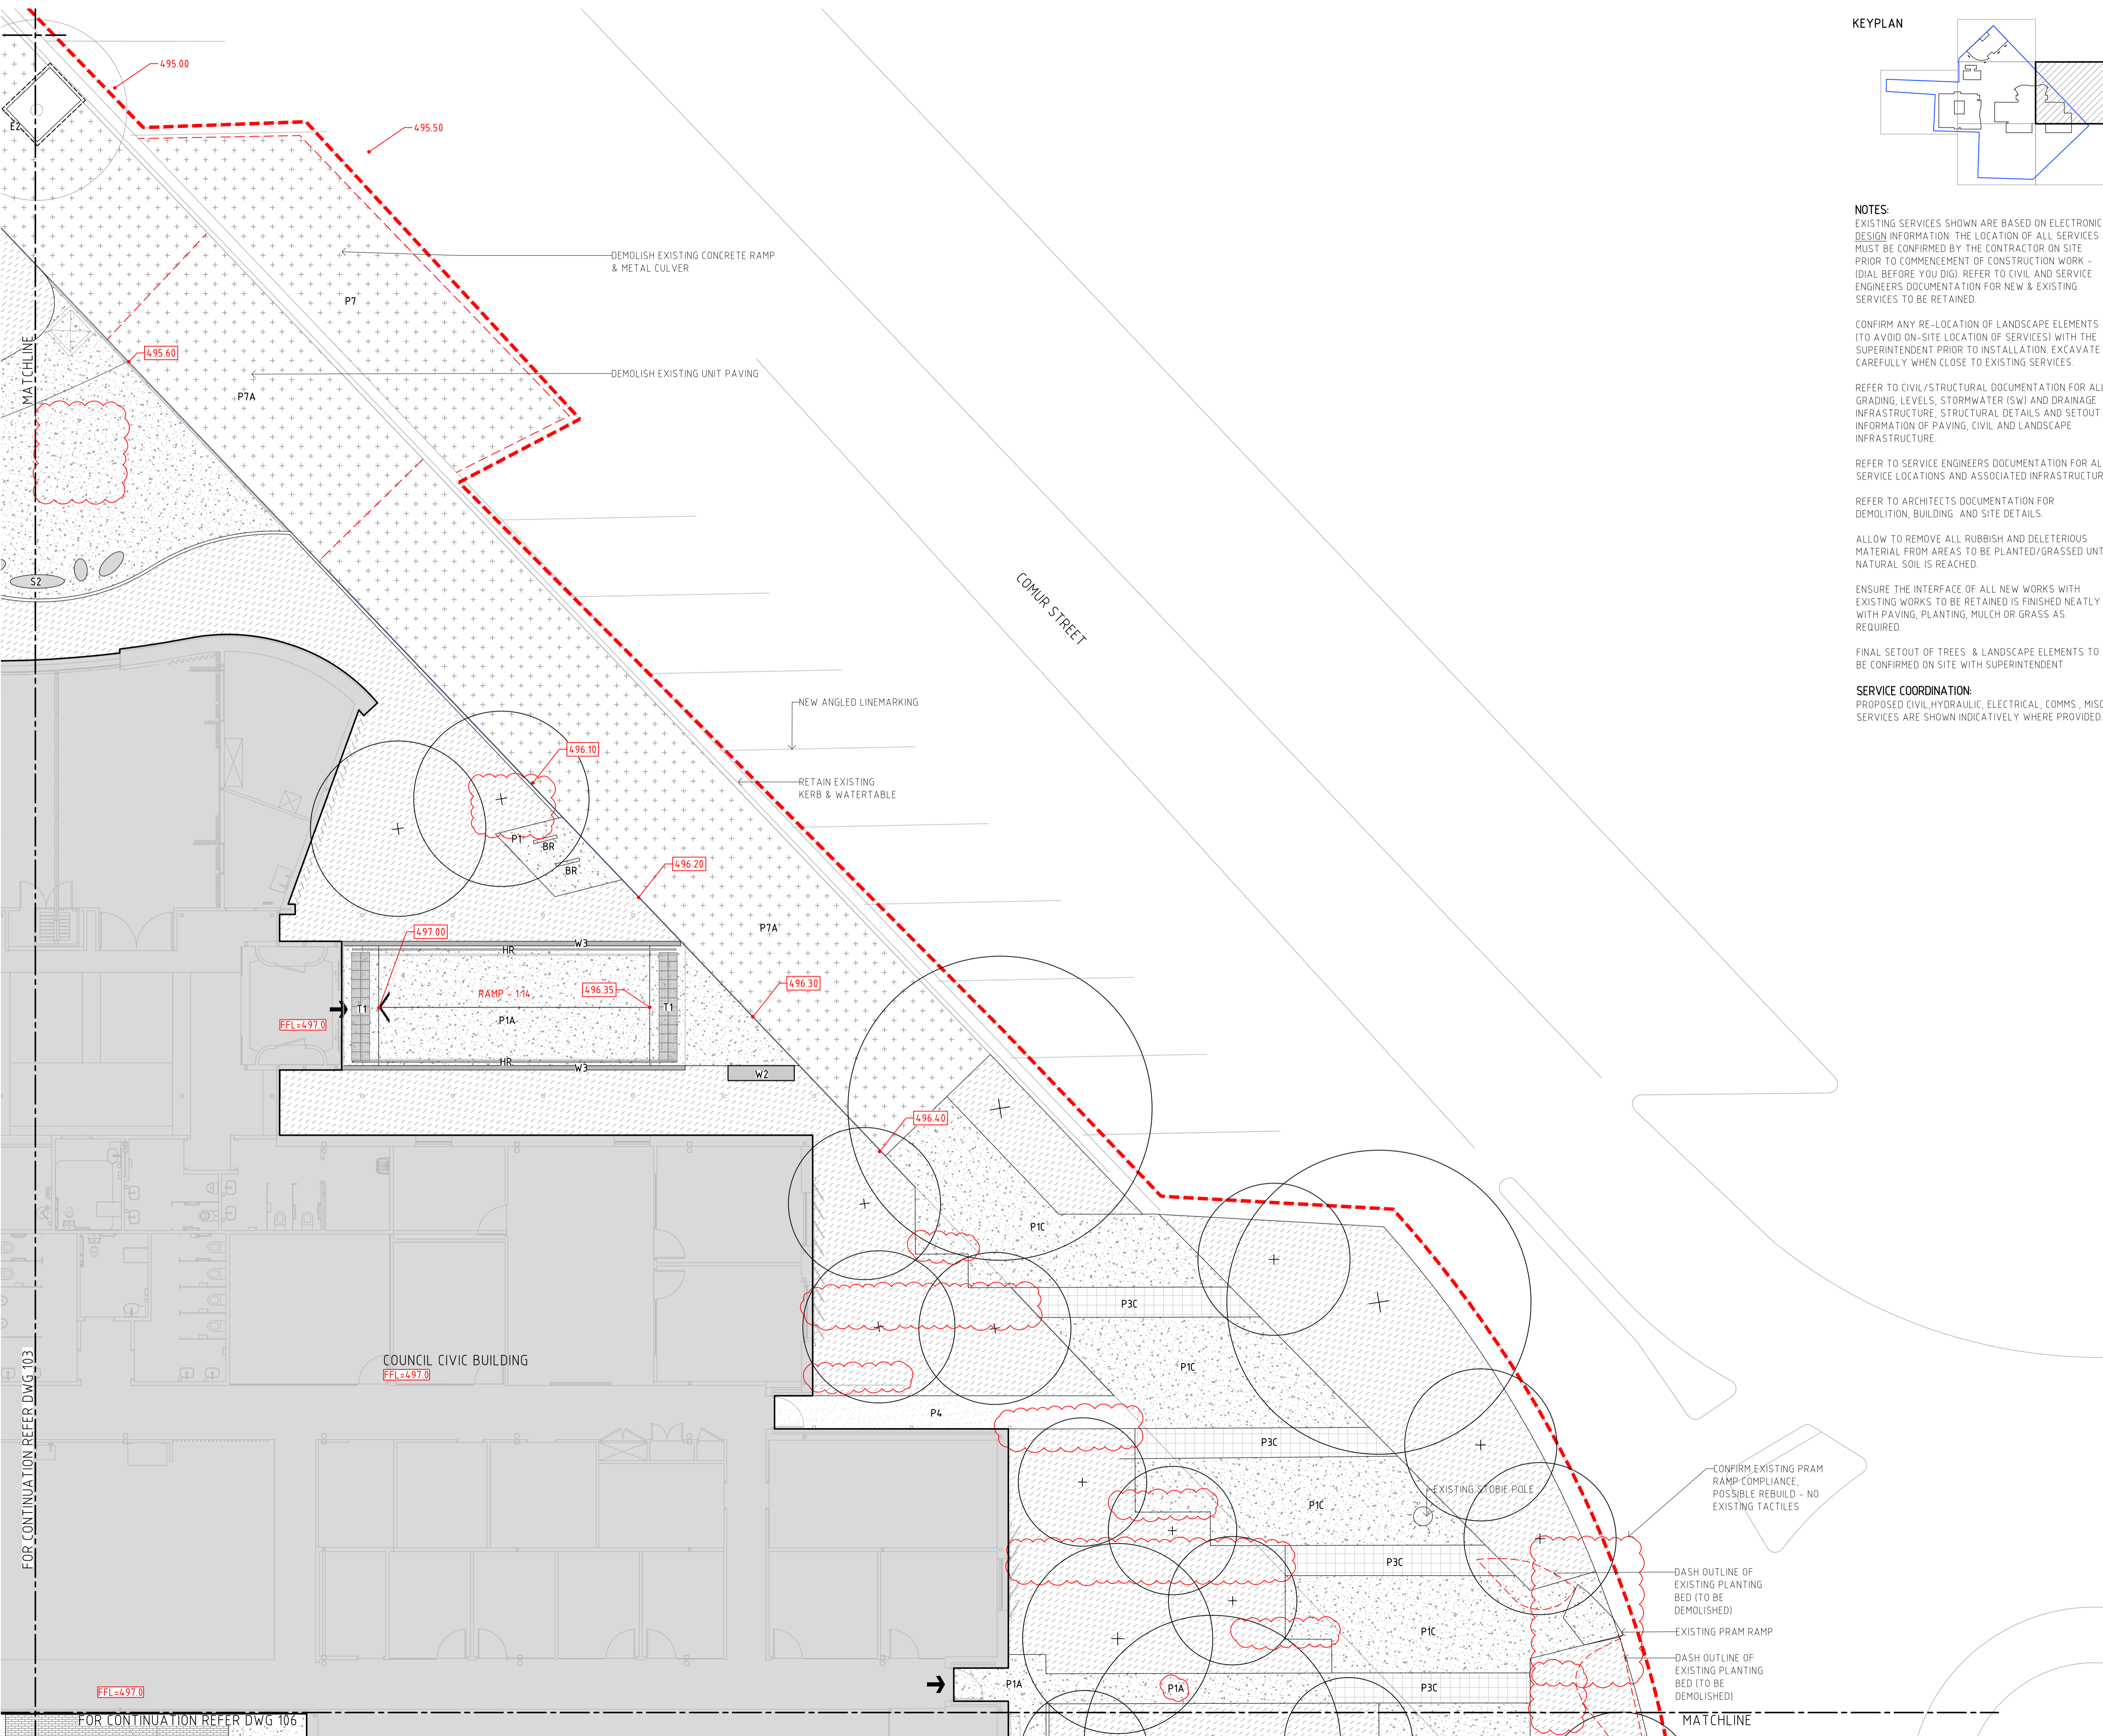 KEYPLAN
495.00
495.50
E2
NOTES:
EXISTING SERVICES SHOWN ARE BASED ON ELECTRONIC
DESIGN INFORMATION. THE LOCATION OF ALL SERVICES
MUST BE CONFIRMED BY THE CONTRACTOR ON SITE
PRIOR TO COMMENCEMENT OF CONSTRUCTION WORK -
(DIAL BEFORE YOU DIG). REFER TO CIVIL AND SERVICE
ENGINEERS DOCUMENTATION FOR NEW & EXISTING
SERVICES TO BE RETAINED.
CONFIRM ANY RE-LOCATION OF LANDSCAPE ELEMENTS
(TO AVOID ON-SITE LOCATION OF SERVICES) WITH THE
SUPERINTENDENT PRIOR TO INSTALLATION. EXCAVATE
CAREFULLY WHEN CLOSE TO EXISTING SERVICES.
REFER TO CIVIL/STRUCTURAL DOCUMENTATION FOR ALL
GRADING, LEVELS, STORMWATER (SW) AND DRAINAGE
INFRASTRUCTURE, STRUCTURAL DETAILS AND SETOUT
INFORMATION OF PAVING, CIVIL AND LANDSCAPE
INFRASTRUCTURE.
REFER TO SERVICE ENGINEERS DOCUMENTATION FOR AL
SERVICE LOCATIONS AND ASSOCIATED INFRASTRUCTUR
REFER TO ARCHITECTS DOCUMENTATION FOR
DEMOLITION, BUILDING AND SITE DETAILS.
ALLOW TO REMOVE ALL RUBBISH AND DELETERIOUS
MATERIAL FROM AREAS TO BE PLANTED/GRASSED UNT
NATURAL SOIL IS REACHED.
ENSURE THE INTERFACE OF ALL NEW WORKS WITH
EXISTING WORKS TO BE RETAINED IS FINISHED NEATLY
WITH PAVING, PLANTING, MULCH OR GRASS AS
REQUIRED.
FINAL SETOUT OF TREES & LANDSCAPE ELEMENTS TO
BE CONFIRMED ON SITE WITH SUPERINTENDENT
SERVICE COORDINATION:
PROPOSED CIVIL,HYDRAULIC, ELECTRICAL, COMMS., MISC
SERVICES ARE SHOWN INDICATIVELY WHERE PROVIDED.
DEMOLISH EXISTING CONCRETE RAMP
& METAL CULVER
P7
MATCHLINE
495.60
DEMOLISH EXISTING UNIT PAVING
P7A
S2
COMUR STREET
NEW ANGLED LINEMARKING
496.10
RETAIN EXISTING
KERB & WATERTABLE
P1
BR
BR
496.20
P7A
497.00
W3
HR
RAMP - 1:14
496.35
496.30
T1
T1
P1A
FFL=497.0
HR
W3
W2
496.40
P1C
P3C
COUNCIL CIVIC BUILDING
FFL=497.0
P1C
FOR CONTINUATION REFER DWG 103
P4
P3C
EXISTING STOBIE POLE
P1C
CONFIRM EXISTING PRAM
RAMP COMPLIANCE,
POSSIBLE REBUILD - NO
EXISTING TACTILES
P3C
DASH OUTLINE OF
EXISTING PLANTING
BED (TO BE
DEMOLISHED)
P1C
EXISTING PRAM RAMP
DASH OUTLINE OF
EXISTING PLANTING
BED (TO BE
DEMOLISHED)
P1A
P1A
P3C
FFL=497.0
FOR CONTINUATION REFER DWG 106
MATCHLINE